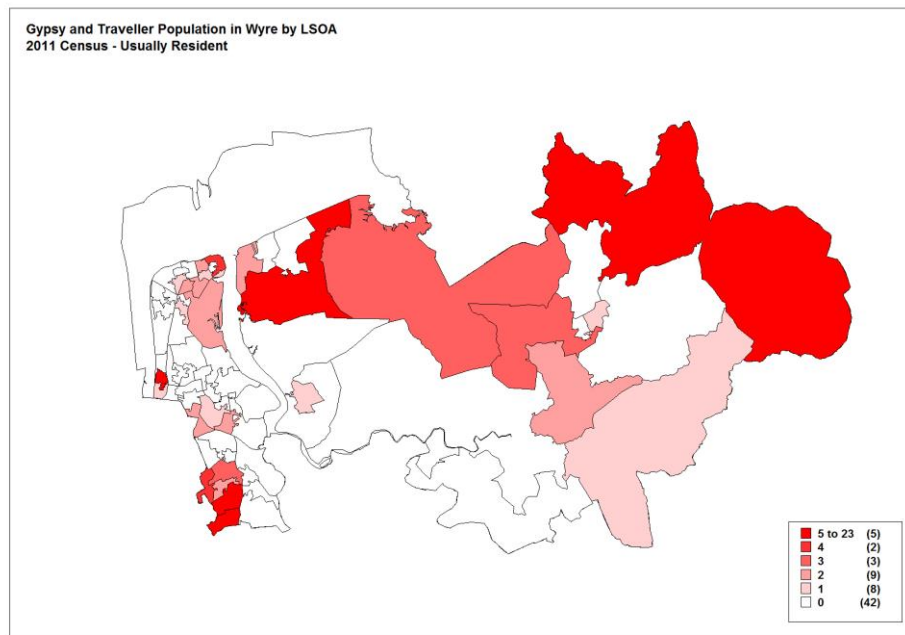 Gypsy and Traveller Population in Wyre by LSOA
2011 Census - Usually Resident
5 to 23 (5)
4 (2)
3 (3)
2 (9)
1 (8)
0 (42)